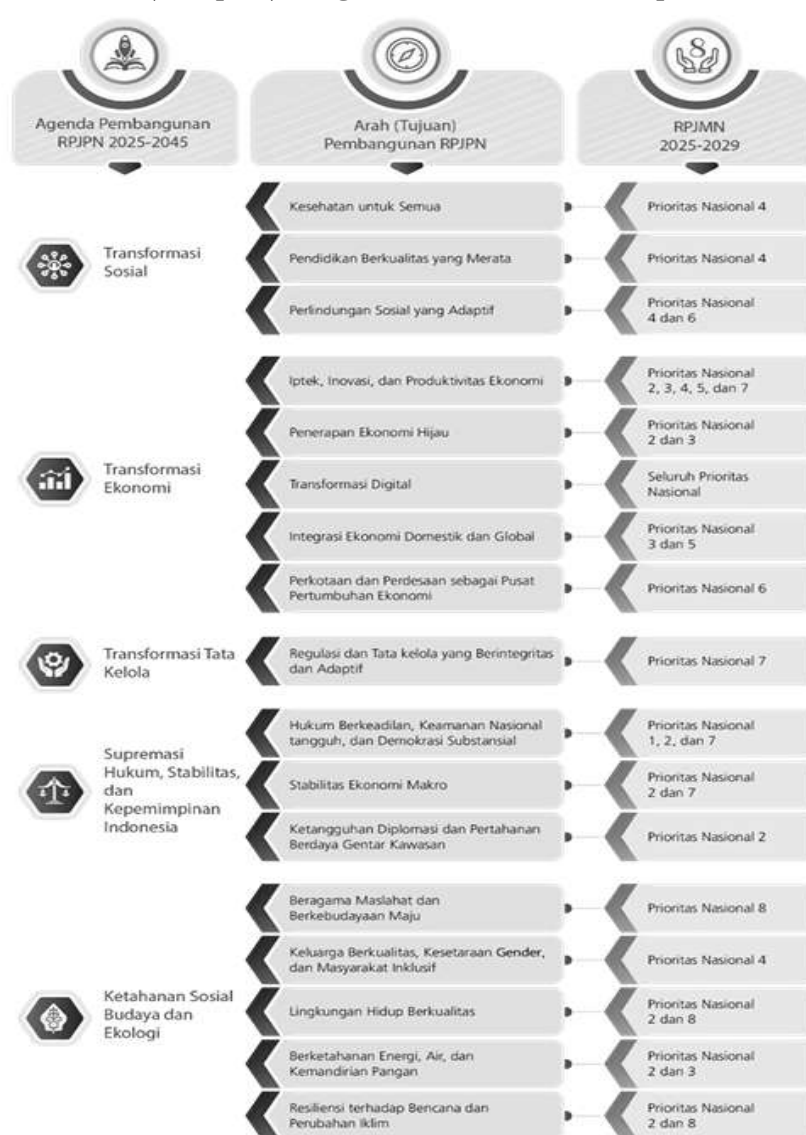 8
Agenda Pembangunan
RPJPN 2025-2045
Arah (Tujuan)
Pembangunan RPJPN
RPJMN
2025-2029
Transformasi
Sosial
Kesehatan untuk Semua
Prioritas Nasional 4
Pendidikan Berkualitas yang Merata
Prioritas Nasional 4
Perlindungan Sosial yang Adaptif
Prioritas Nasional
4 dan 6
Transformasi
Ekonomi
Iptek, Inovasi, dan Produktivitas Ekonomi
Prioritas Nasional
2, 3, 4, 5, dan 7
Penerapan Ekonomi Hijau
Prioritas Nasional
2 dan 3
Transformasi Digital
Seluruh Prioritas
Nasional
Integrasi Ekonomi Domestik dan Global
Prioritas Nasional
3 dan 5
Perkotaan dan Perdesaan sebagai Pusat
Pertumbuhan Ekonomi
Prioritas Nasional 6
Transformasi Tata
Kelola
Regulasi dan Tata kelola yang Berintegritas
dan Adaptif
Prioritas Nasional 7
Supremasi
Hukum, Stabilitas,
dan
Kepemimpinan
Indonesia
Hukum Berkeadilan, Keamanan Nasional
tangguh, dan Demokrasi Substansial
Prioritas Nasional
1, 2, dan 7
Stabilitas Ekonomi Makro
Prioritas Nasional
2 dan 7
Ketangguhan Diplomasi dan Pertahanan
Berdaya Gentar Kawasan
Prioritas Nasional 2
Ketahanan Sosial
Budaya dan
Ekologi
Beragama Maslahat dan
Berkebudayaan Maju
Prioritas Nasional 8
Keluarga Berkualitas, Kesetaraan Gender,
dan Masyarakat Inklusif
Prioritas Nasional 4
Lingkungan Hidup Berkualitas
Prioritas Nasional
2 dan 8
Berketahanan Energi, Air, dan
Kemandirian Pangan
Prioritas Nasional
2 dan 3
Resiliensi terhadap Bencana dan
Perubahan Iklim
Prioritas Nasional
2 dan 8